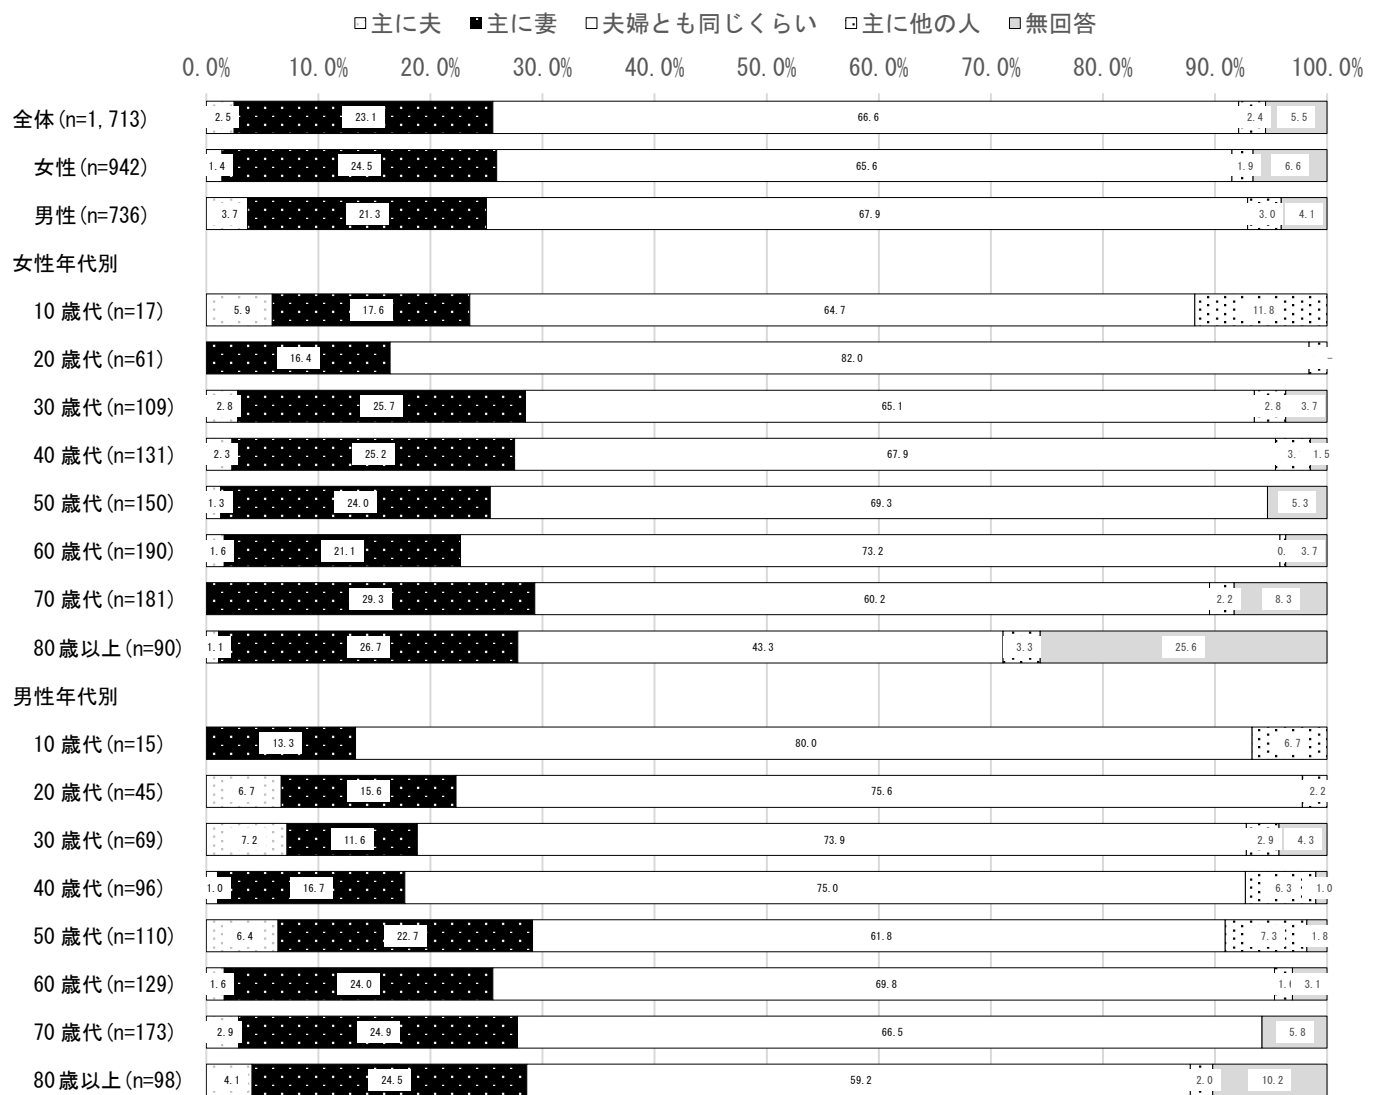 主に夫 主に妻 夫婦とも同じくらい 主に他の人 無回答
0.0% 10.0% 20.0% 30.0% 40.0% 50.0% 60.0% 70.0% 80.0% 90.0% 100.0%
全体(n=1,713) 2.5 23.1 66.6 2.4 5.5
女性(n=942) 1.4 24.5 65.6 1.9 6.6
男性(n=736) 3.7 21.3 67.9 3.0 4.1
女性年代別
10歳代(n=17) 5.9 17.6 64.7 11.8
20歳代(n=61) 16.4 82.0
30歳代(n=109) 2.8 25.7 65.1 2.8 3.7
40歳代(n=131) 2.3 25.2 67.9 3. 1.5
50歳代(n=150) 1.3 24.0 69.3 5.3
60歳代(n=190) 1.6 21.1 73.2 0. 3.7
70歳代(n=181) 29.3 60.2 2.2 8.3
80歳以上(n=90) 1.1 26.7 43.3 3.3 25.6
男性年代別
10歳代(n=15) 13.3 80.0 6.7
20歳代(n=45) 6.7 15.6 75.6 2.2
30歳代(n=69) 7.2 11.6 73.9 2.9 4.3
40歳代(n=96) 1.0 16.7 75.0 6.3 1.0
50歳代(n=110) 6.4 22.7 61.8 7.3 1.8
60歳代(n=129) 1.6 24.0 69.8 3.1
70歳代(n=173) 2.9 24.9 66.5 5.8
80歳以上(n=98) 4.1 24.5 59.2 2.0 10.2